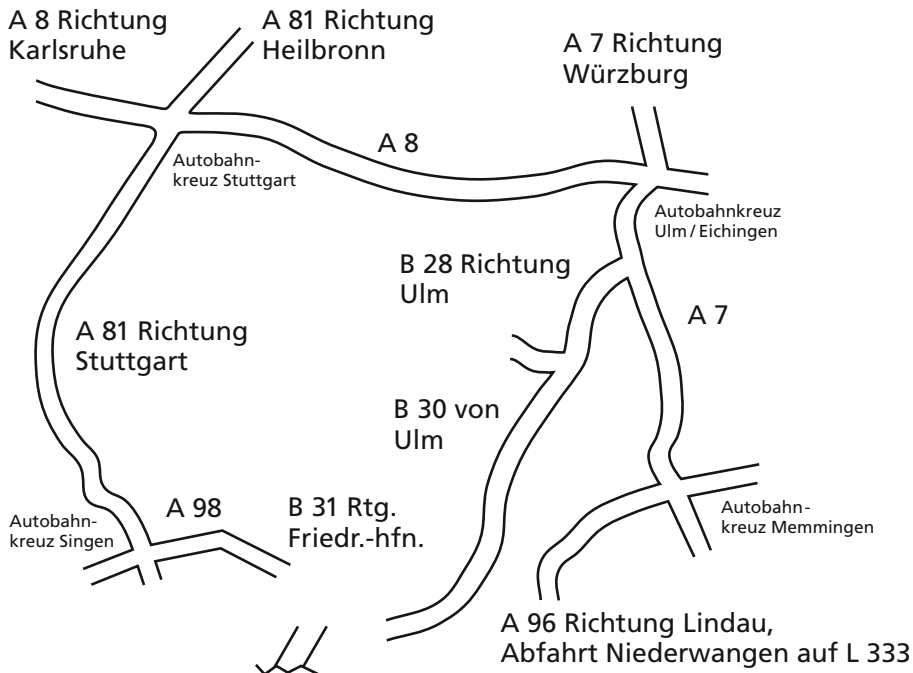 A 8 Richtung
Karlsruhe
A 81 Richtung
Heilbronn
A 7 Richtung
Würzburg
A 8
Autobahn-
kreuz Stuttgart
Autobahnkreuz
Ulm / Eichingen
B 28 Richtung
Ulm
A 7
A 81 Richtung
Stuttgart
B 30 von
Ulm
A 98
B 31 Rtg.
Friedr.-hfn.
Autobahn-
kreuz Singen
Autobahn-
kreuz Memmingen
A 96 Richtung Lindau,
Abfahrt Niederwangen auf L 333